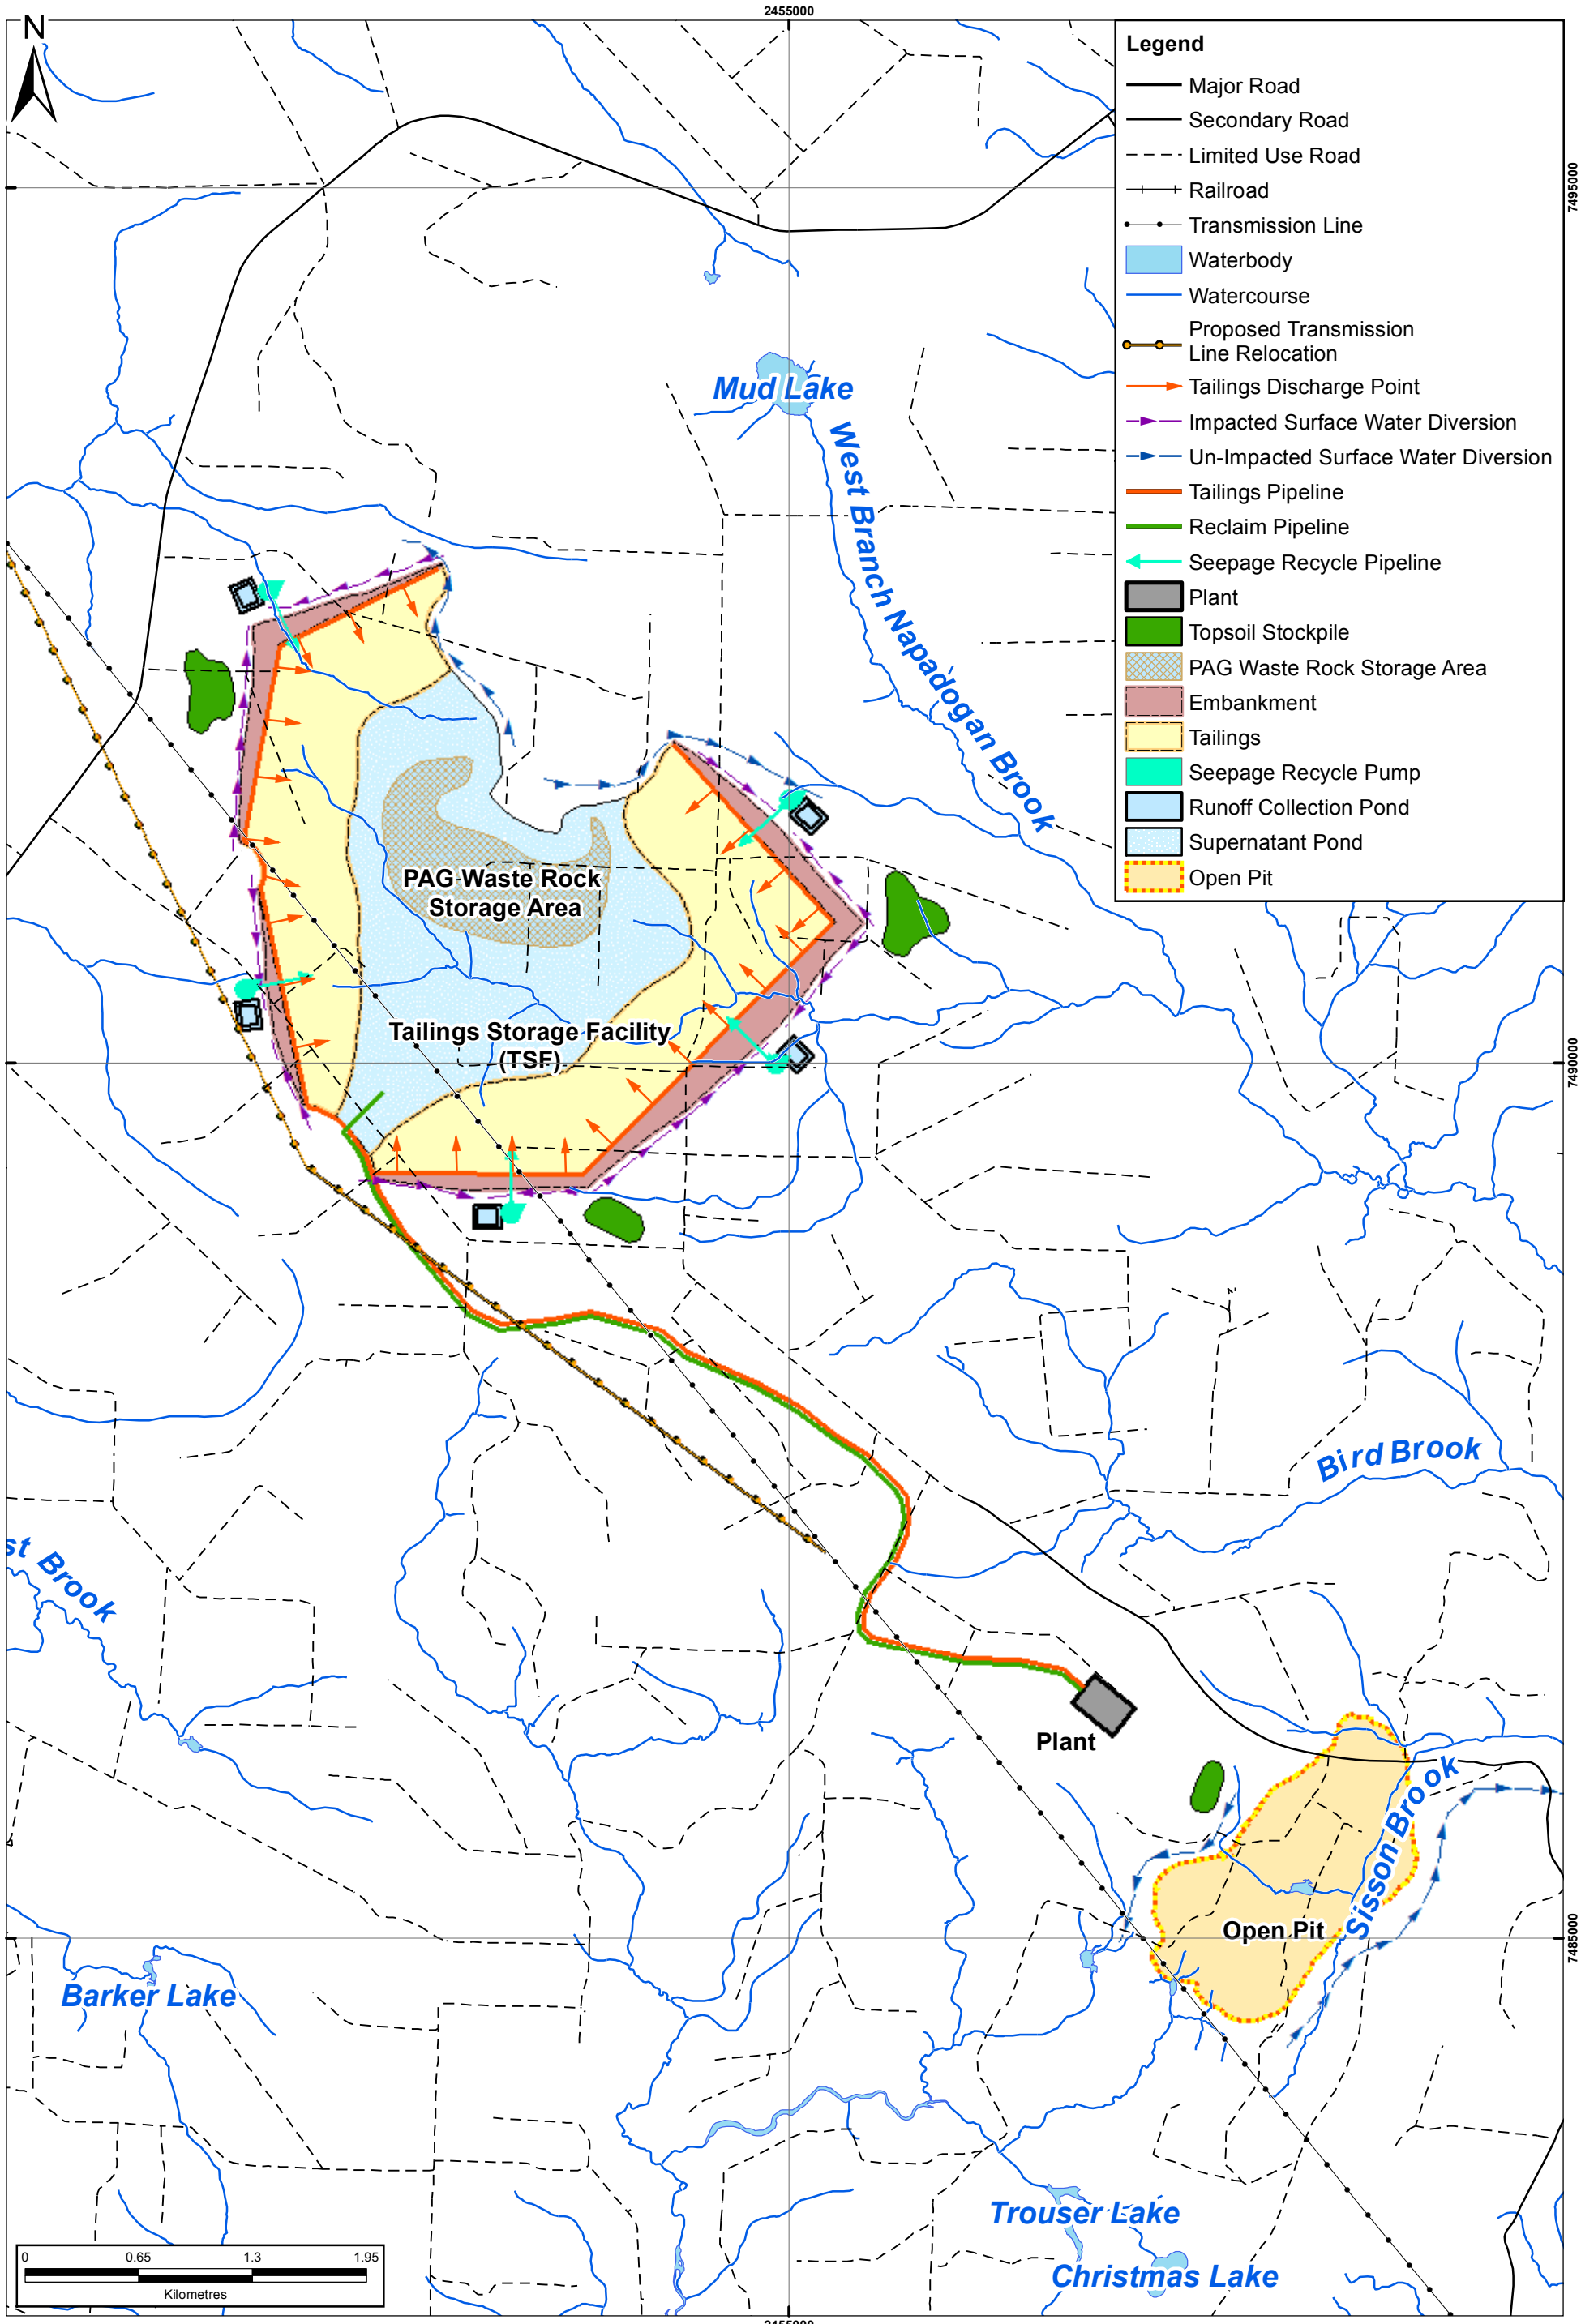 2455000
N
Legend
Major Road
Secondary Road
Limited Use Road
Railroad
Transmission Line
Waterbody
Watercourse
Proposed Transmission
Line Relocation
Tailings Discharge Point
Impacted Surface Water Diversion
Un-Impacted Surface Water Diversion
Tailings Pipeline
Reclaim Pipeline
Seepage Recycle Pipeline
Plant
Topsoil Stockpile
PAG Waste Rock Storage Area
Embankment
Tailings
Seepage Recycle Pump
Runoff Collection Pond
Supernatant Pond
Open Pit
7495000
Mud Lake
West Branch Napadogan Brook
PAG Waste Rock
Storage Area
Tailings Storage Facility
(TSF)
7490000
Bird Brook
st Brook
Plant
Sisson Brook
Open Pit
7485000
Barker Lake
Trouser Lake
Christmas Lake
0 0.65 1.3 1.95
Kilometres
2455000